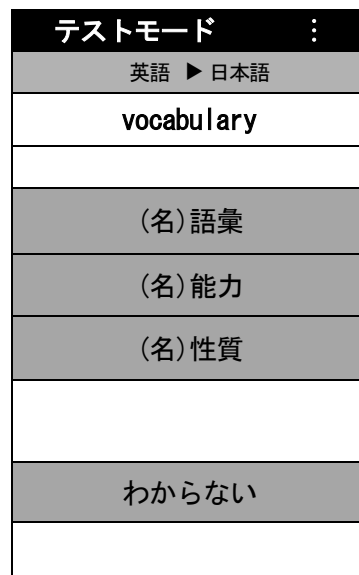 テストモード ⋮
英語 ▶ 日本語
vocabulary
(名)語彙
(名)能力
(名)性質
わからない